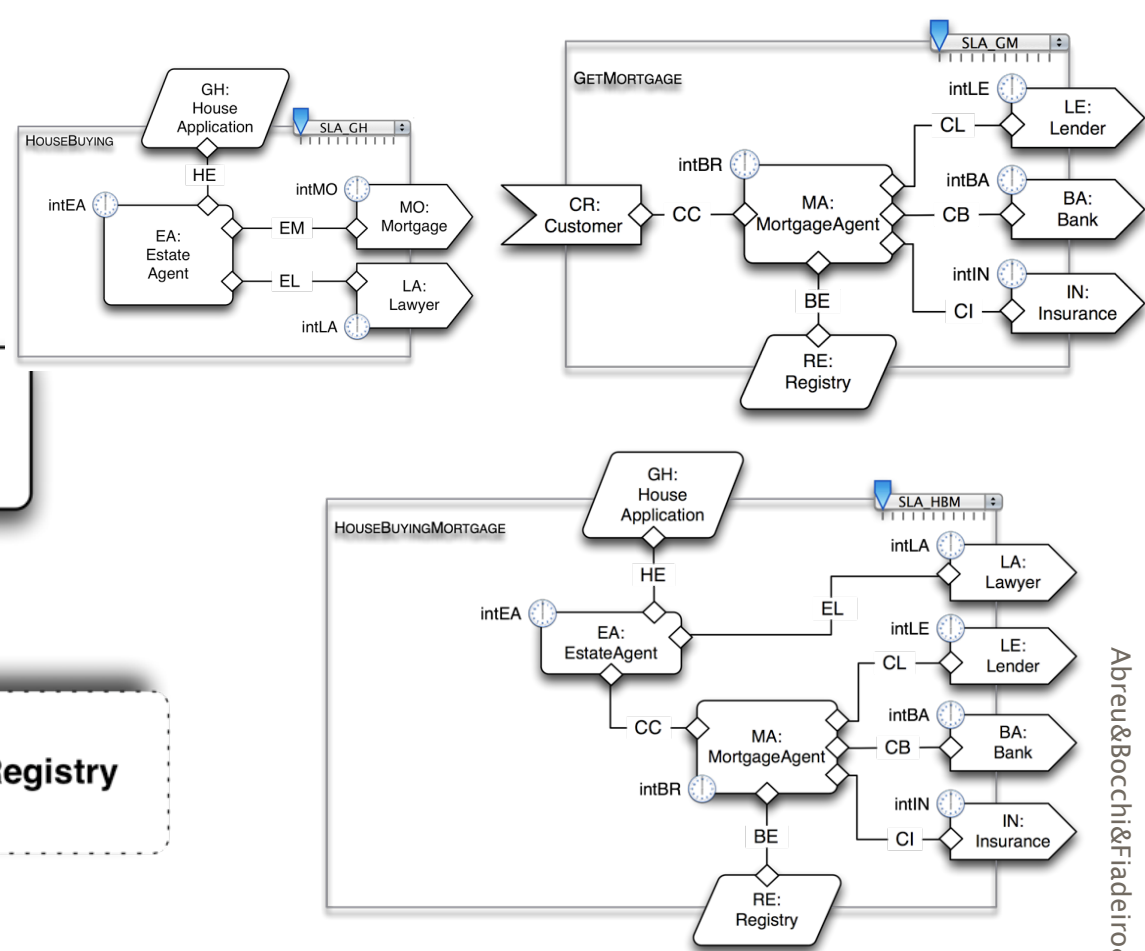 SLA_GH
HOUSEBUYING
GH:
House
Application
HE
intEA
EA:
Estate
Agent
EM
EL
intMO
MO:
Mortgage
LA:
Lawyer
intLA
SLA_GM
GETMORTGAGE
CR:
Customer
CC
intBR
MA:
MortgageAgent
BE
RE:
Registry
CL
intLE
LE:
Lender
CB
intBA
BA:
Bank
CI
intIN
IN:
Insurance
SLA_HBM
HOUSEBUYINGMORTGAGE
GH:
House
Application
HE
intEA
EA:
EstateAgent
EL
intLA
LA:
Lawyer
CC
MA:
MortgageAgent
intBR
BE
RE:
Registry
CL
intLE
LE:
Lender
CB
intBA
BA:
Bank
CI
intIN
IN:
Insurance
egistry
Abreu&Bocchi&Fiadeiro